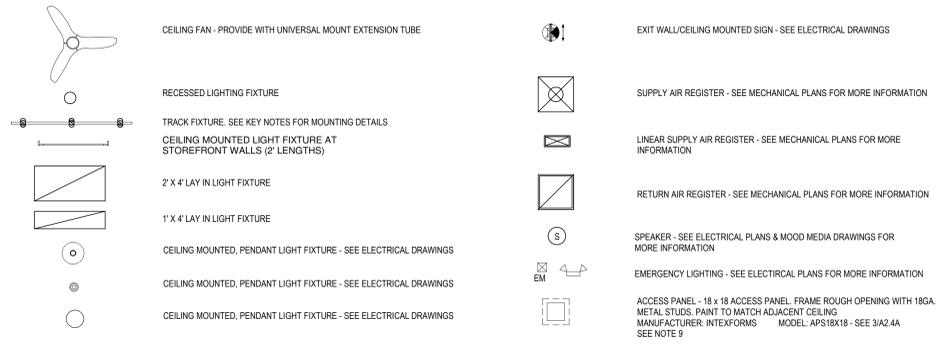 CEILING FAN - PROVIDE WITH UNIVERSAL MOUNT EXTENSION TUBE
RECESSED LIGHTING FIXTURE
TRACK FIXTURE. SEE KEY NOTES FOR MOUNTING DETAILS
CEILING MOUNTED LIGHT FIXTURE AT
STOREFRONT WALLS (2' LENGTHS)
2' X 4' LAY IN LIGHT FIXTURE
1' X 4' LAY IN LIGHT FIXTURE
CEILING MOUNTED, PENDANT LIGHT FIXTURE - SEE ELECTRICAL DRAWINGS
CEILING MOUNTED, PENDANT LIGHT FIXTURE - SEE ELECTRICAL DRAWINGS
CEILING MOUNTED, PENDANT LIGHT FIXTURE - SEE ELECTRICAL DRAWINGS
EXIT WALL/CEILING MOUNTED SIGN - SEE ELECTRICAL DRAWINGS
SUPPLY AIR REGISTER - SEE MECHANICAL PLANS FOR MORE INFORMATION
LINEAR SUPPLY AIR REGISTER - SEE MECHANICAL PLANS FOR MORE
INFORMATION
RETURN AIR REGISTER - SEE MECHANICAL PLANS FOR MORE INFORMATION
S
SPEAKER - SEE ELECTRICAL PLANS & MOOD MEDIA DRAWINGS FOR
MORE INFORMATION
EM
EMERGENCY LIGHTING - SEE ELECTIRCAL PLANS FOR MORE INFORMATION
ACCESS PANEL - 18 x 18 ACCESS PANEL. FRAME ROUGH OPENING WITH 18GA.
METAL STUDS. PAINT TO MATCH ADJACENT CEILING
MANUFACTURER: INTEXFORMS MODEL: APS18X18 - SEE 3/A2.4A
SEE NOTE 9